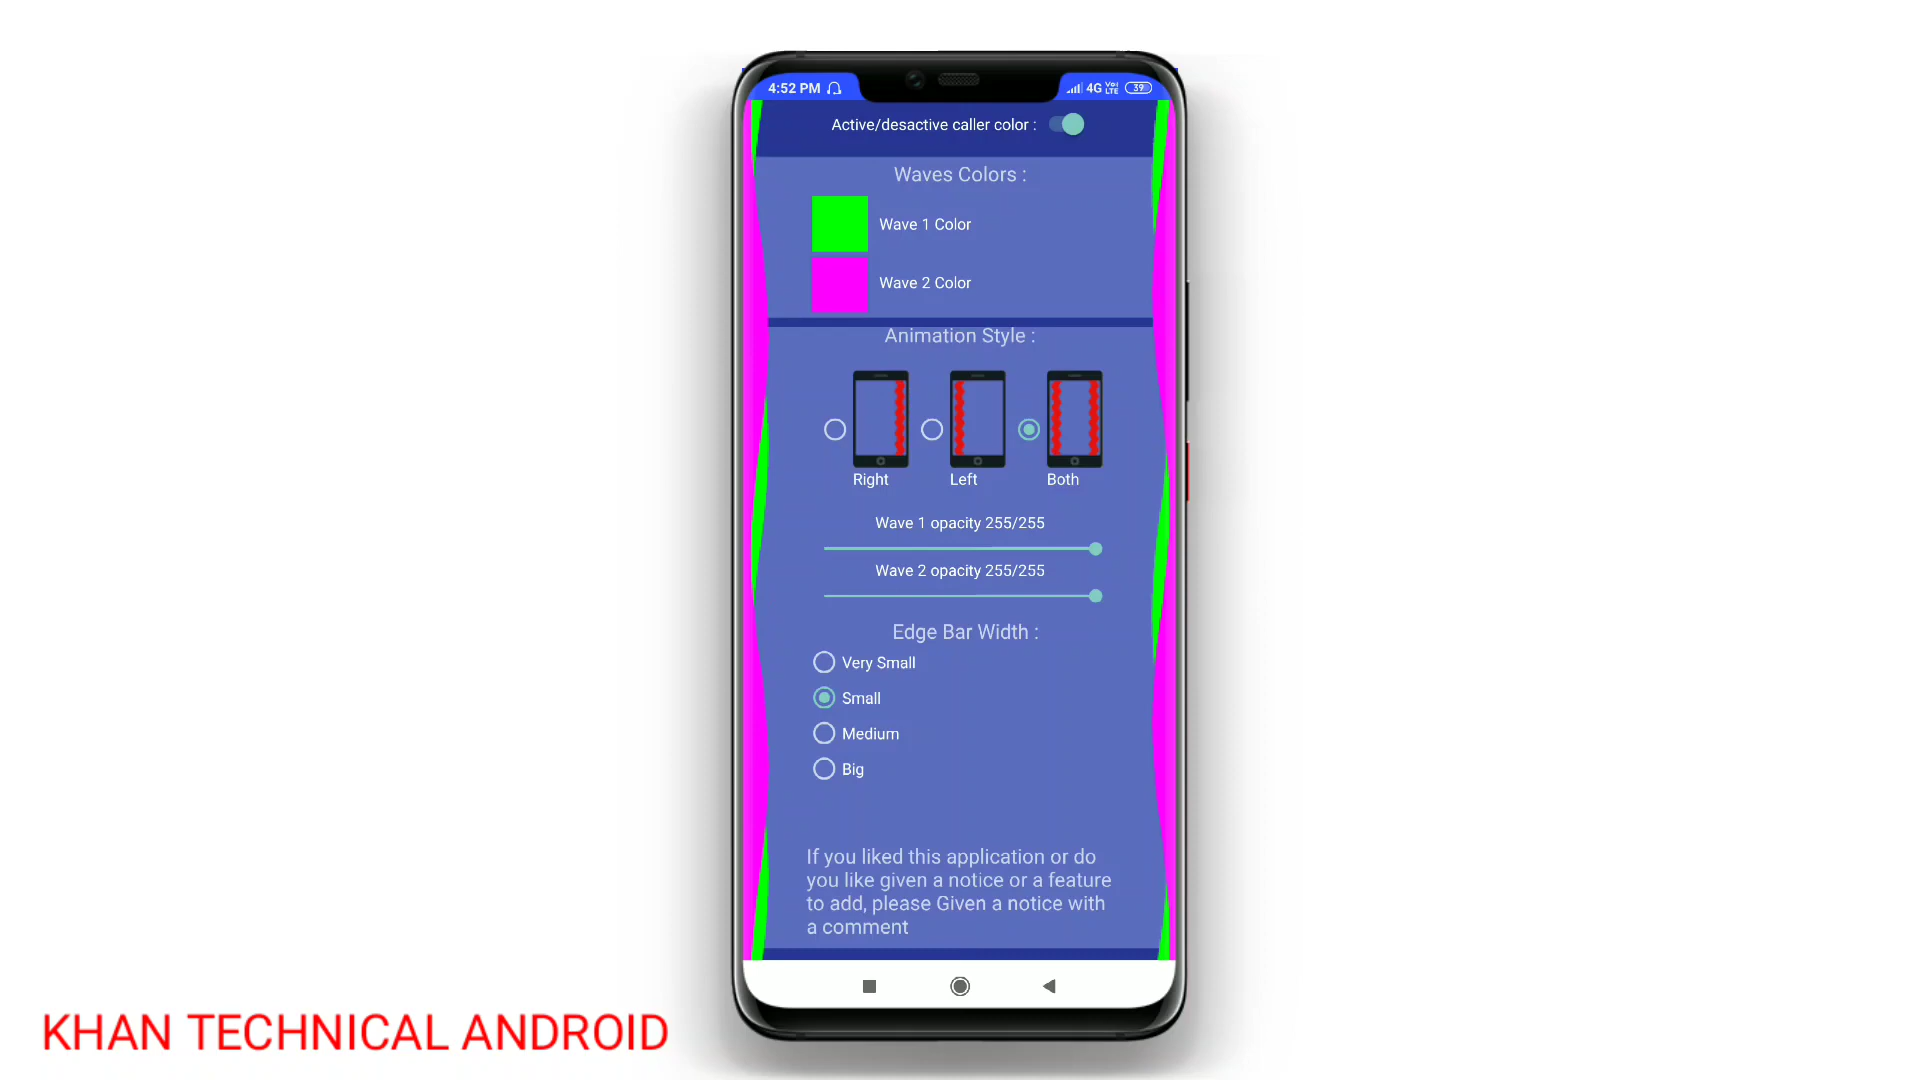 4:52 PM 4G Vo) LTE 39
Active/desactive caller color :
Waves Colors :
Wave 1 Color
Wave 2 Color
Animation Style :
Right Left Both
Wave 1 opacity 255/255
Wave 2 opacity 255/255
Edge Bar Width :
Very Small
Small
Medium
Big
If you liked this application or do
you like given a notice or a feature
to add, please Given a notice with
a comment
KHAN TECHNICAL ANDROID